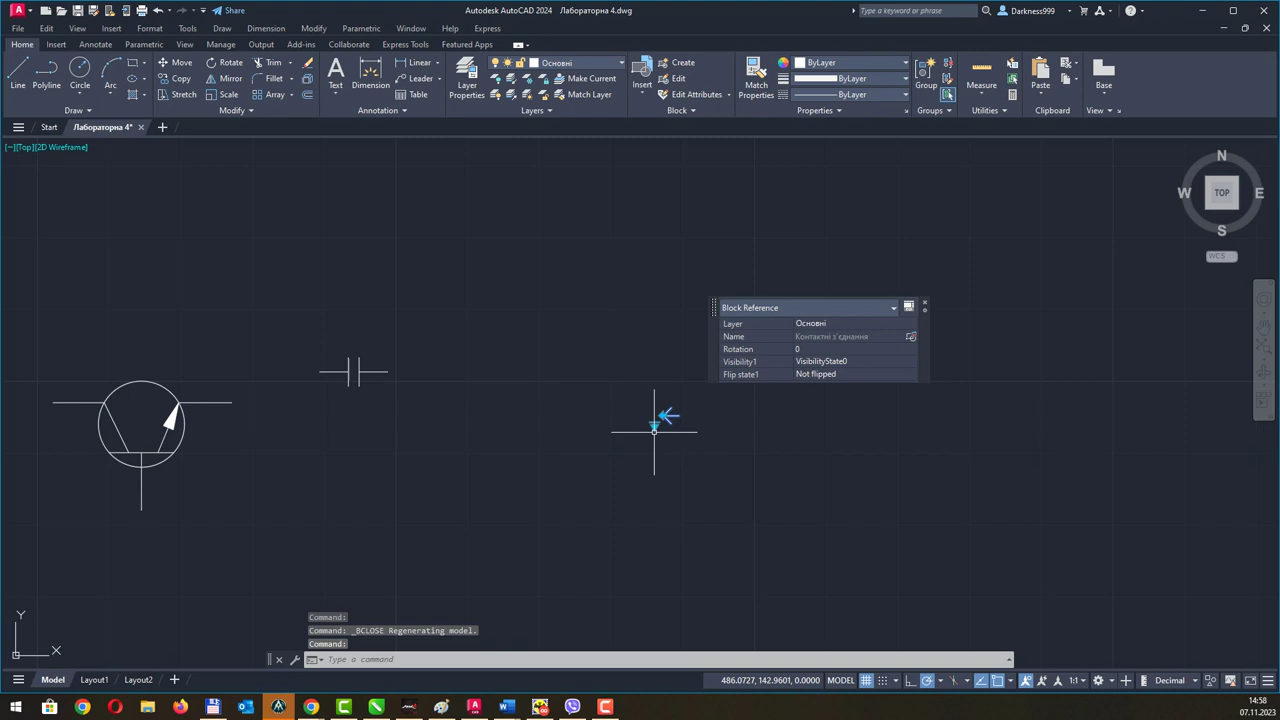 Share
Autodesk AutoCAD 2024 Лабораторна 4.dwg
Type a keyword or phrase
Darkness999
File Edit View Insert Format Tools Draw Dimension Modify Parametric Window Help Express
Home Insert Annotate Parametric View Manage Output Add-ins Collaborate Express Tools Featured Apps
Line
Polyline
Circle
Arc
Draw
Move Rotate Trim
Copy Mirror Fillet
Stretch Scale Array
Modify
Text
Dimension
Linear
Leader
Table
Annotation
Layer
Properties
Основні
Make Current
Match Layer
Layers
Insert
Create
Edit
Edit Attributes
Block
Match
Properties
ByLayer
ByLayer
ByLayer
Properties
Group
Groups
Measure
Utilities
Paste
Clipboard
Base
View
Start Лабораторна 4*
[−][Top][2D Wireframe]
N
W TOP E
S
WCS
Block Reference
Layer Основні
Name Контактні з'єднання
Rotation 0
Visibility1 VisibilityState0
Flip state1 Not flipped
Y
X
Command:
Command: _BCLOSE Regenerating model.
Command:
Type a command
Model Layout1 Layout2
486.0727, 142.9601, 0.0000 MODEL 1:1 Decimal
14:58
07.11.2023